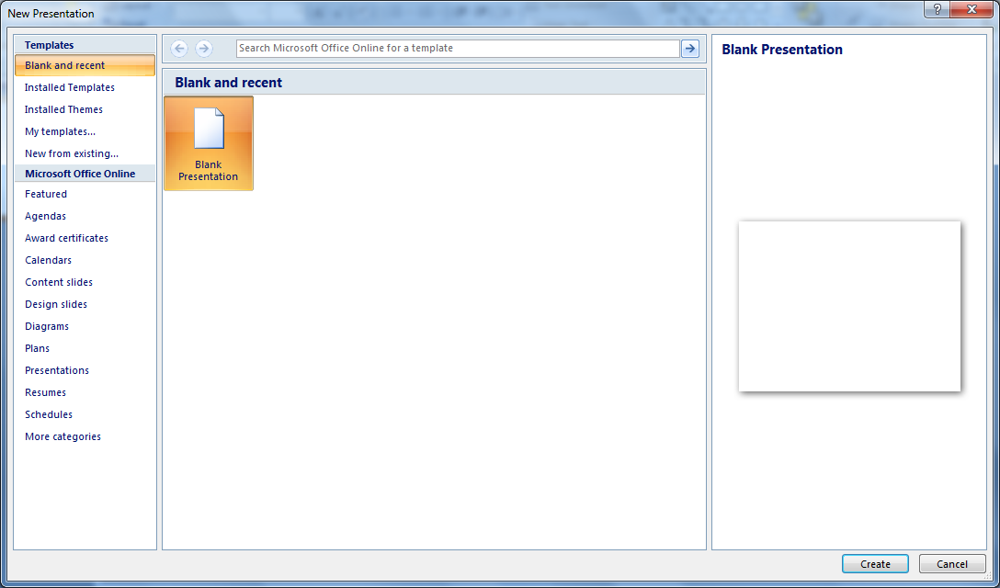 New Presentation
?
Templates
Blank and recent
Installed Templates
Installed Themes
My templates...
New from existing...
Microsoft Office Online
Featured
Agendas
Award certificates
Calendars
Content slides
Design slides
Diagrams
Plans
Presentations
Resumes
Schedules
More categories
Search Microsoft Office Online for a template
Blank and recent
Blank
Presentation
Blank Presentation
Create
Cancel